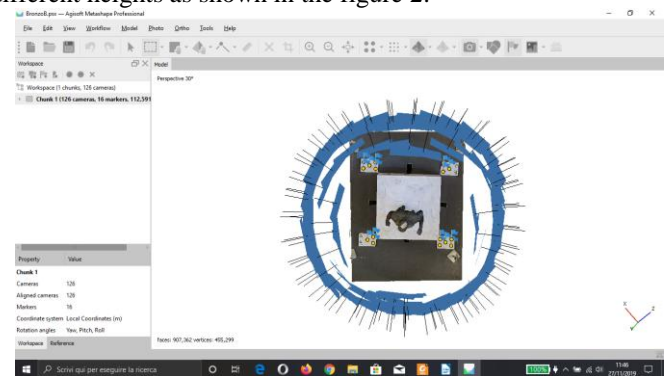 fferent heights as shown in the figure 2.
BronzoB.psx — Agisoft Metashape Professional
File Edit View Workflow Model Photo Ortho Tools Help
Workspace
Model
Workspace (1 chunks, 126 cameras)
Chunk 1 (126 cameras, 16 markers, 112,591
Perspective 30°
Property Value
Chunk 1
Cameras 126
Aligned cameras 126
Markers 16
Coordinate system Local Coordinates (m)
Rotation angles Yaw, Pitch, Roll
Workspace Reference
Faces: 907,362 vertices: 455,299
X
Y
Scrivi qui per eseguire la ricerca
100%
11:46
27/11/2019